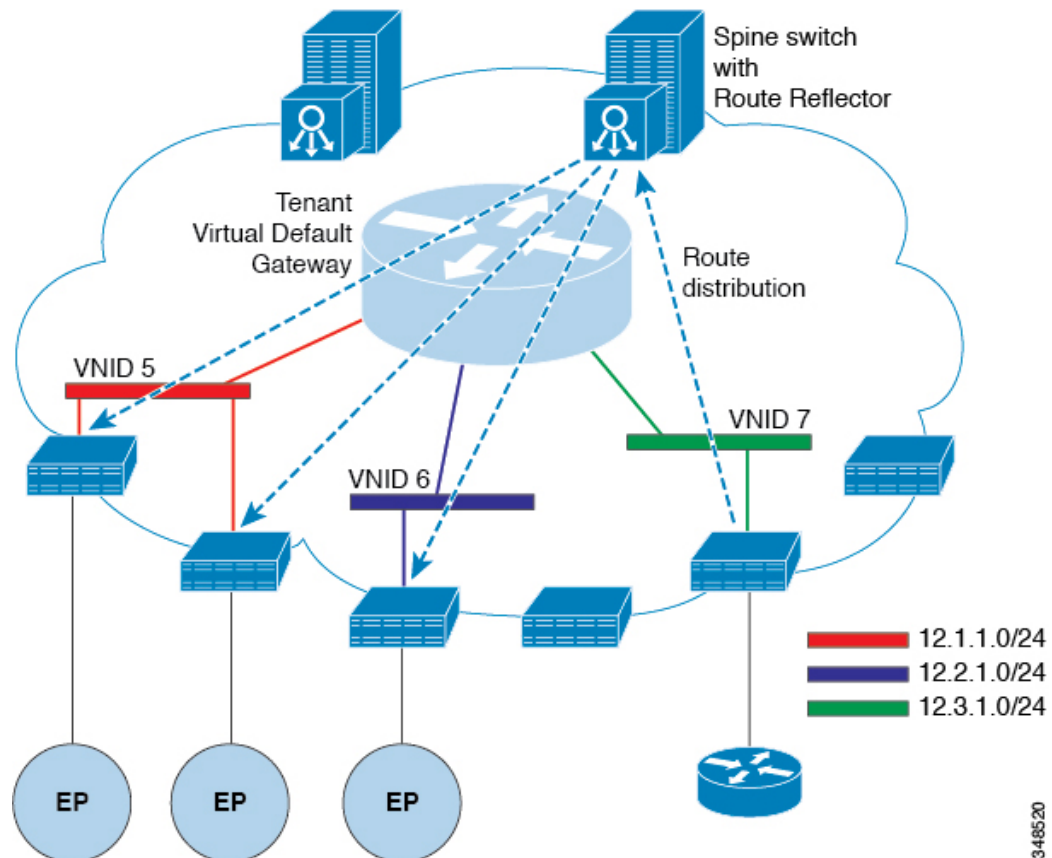 Spine switch
with
Route Reflector
Tenant
Virtual Default
Gateway
Route
distribution
VNID 5
VNID 7
VNID 6
12.1.1.0/24
12.2.1.0/24
12.3.1.0/24
EP
EP
EP
348520